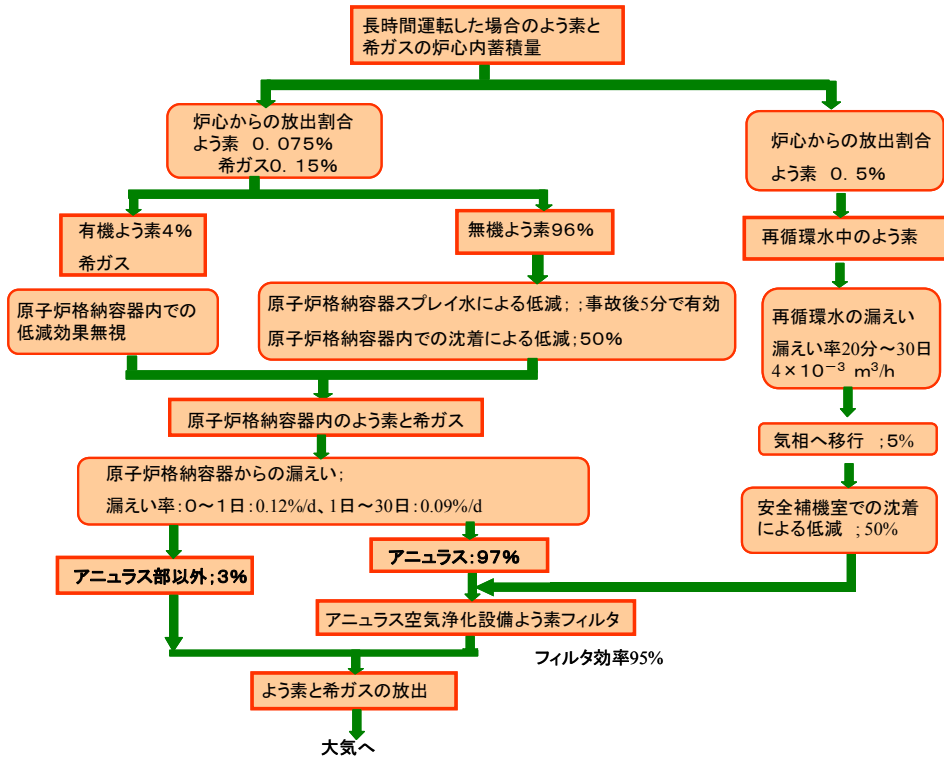 長時間運転した場合のよう素と
希ガスの炉心内蓄積量
炉心からの放出割合
よう素 0.075%
希ガス0.15%
炉心からの放出割合
よう素 0.5%
有機よう素4%
希ガス
無機よう素96%
再循環水中のよう素
原子炉格納容器内での
低減効果無視
原子炉格納容器スプレイ水による低減; ;事故後5分で有効
原子炉格納容器内での沈着による低減;50%
再循環水の漏えい
漏えい率20分～30日
4×10⁻³ m³/h
原子炉格納容器内のよう素と希ガス
気相へ移行 ;5%
原子炉格納容器からの漏えい;
漏えい率:0～1日:0.12%/d、1日～30日:0.09%/d
安全補機室での沈着
による低減 ;50%
アニュラス部以外;3%
アニュラス:97%
アニュラス空気浄化設備よう素フィルタ
フィルタ効率95%
よう素と希ガスの放出
大気へ